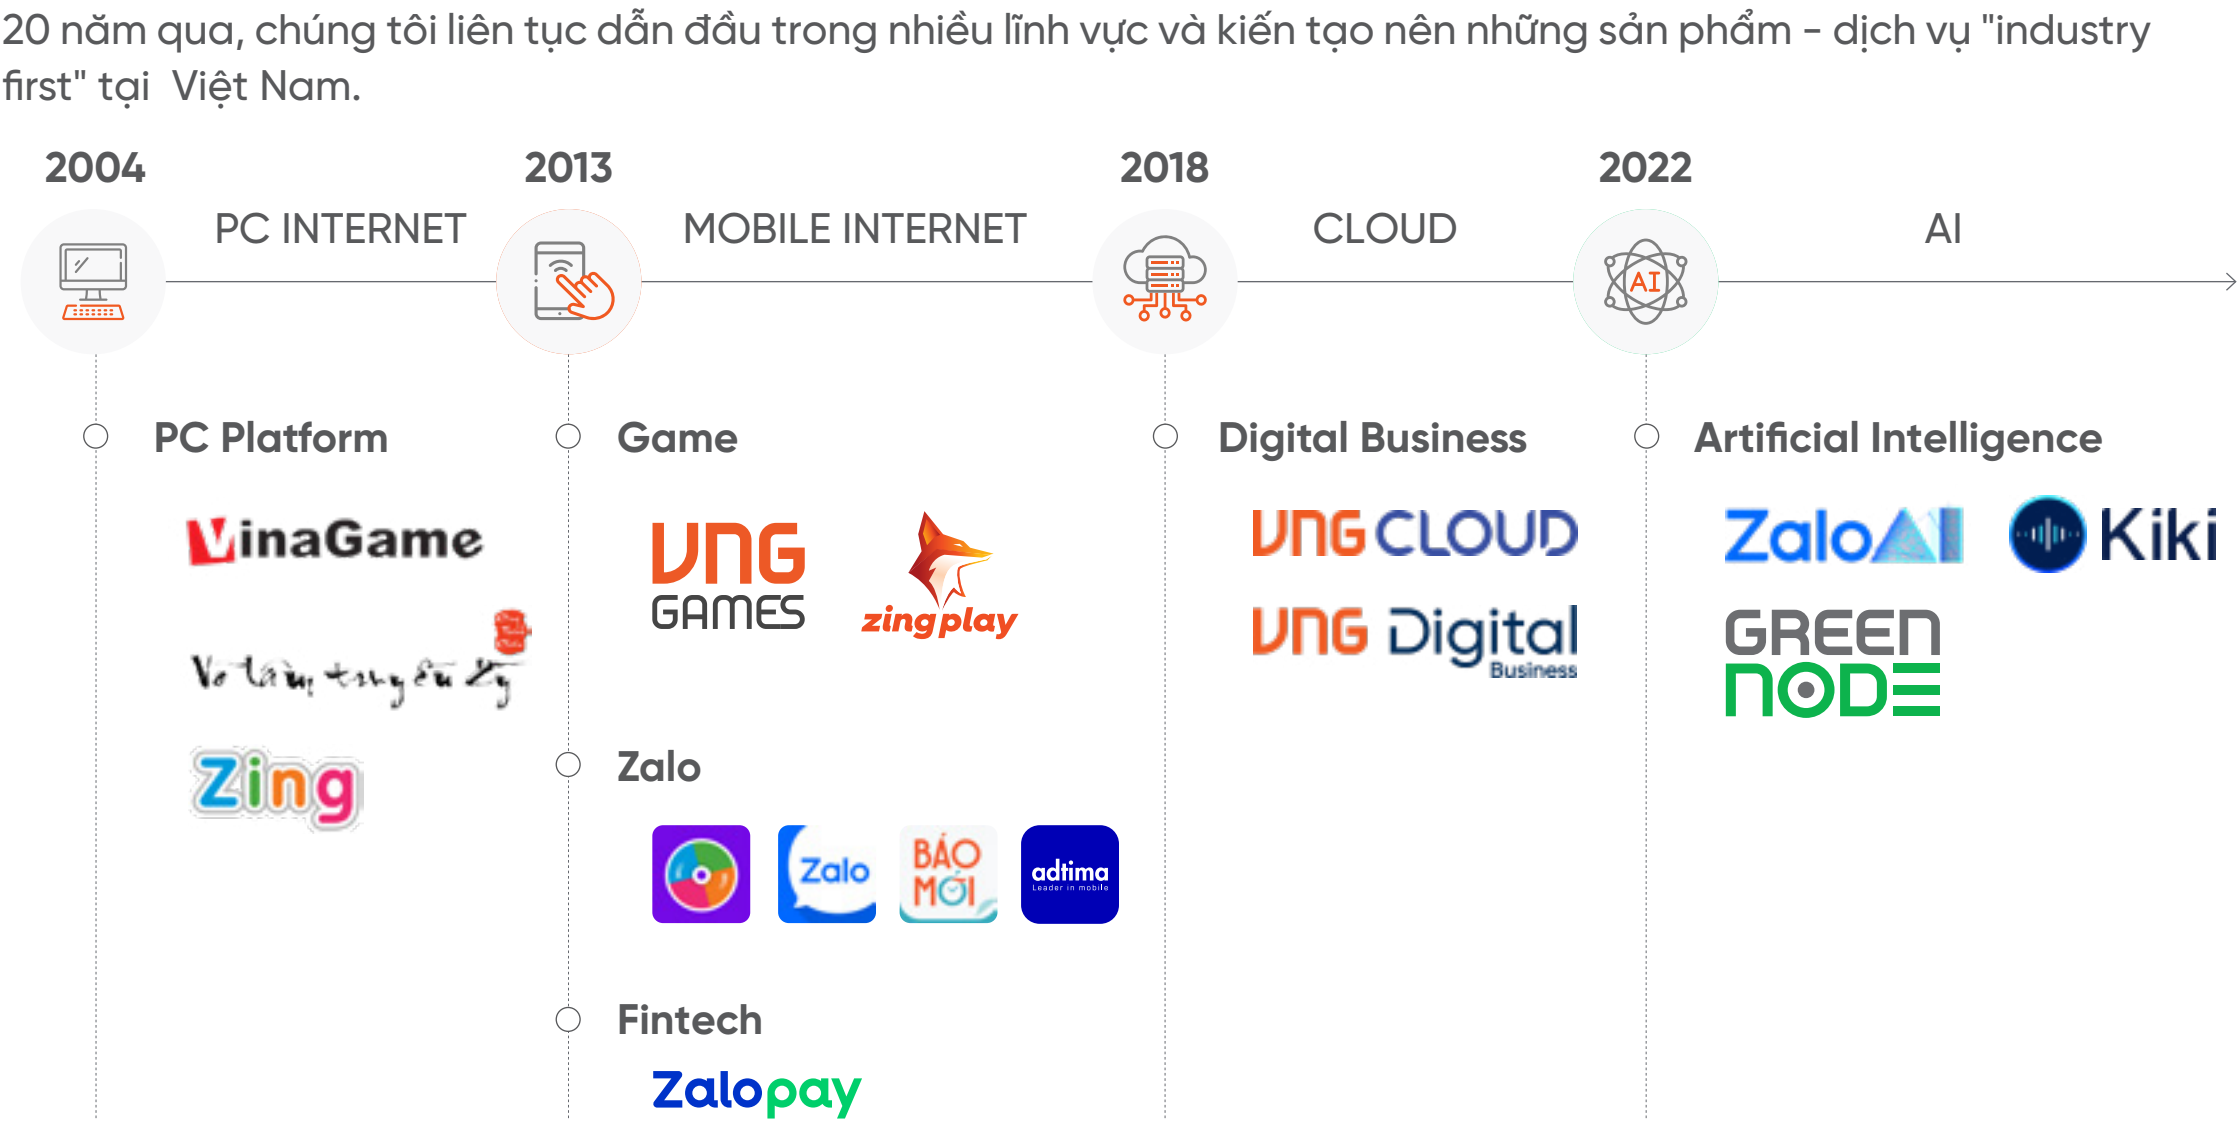 20 năm qua, chúng tôi liên tục dẫn đầu trong nhiều lĩnh vực và kiến tạo nên những sản phẩm - dịch vụ "industry
first" tại Việt Nam.
2004
2013
2018
2022
PC INTERNET
MOBILE INTERNET
CLOUD
AI
AI
PC Platform
VinaGame
Võ lâm truyền kỳ
Zing
Game
VNG
GAMES
zingplay
Zalo
Zalo
BÁO
MỚI
adtima
Leader in mobile
Fintech
Zalopay
Digital Business
VNG CLOUD
VNG Digital
Business
Artificial Intelligence
Zalo AI
Kiki
GREEN
NODE